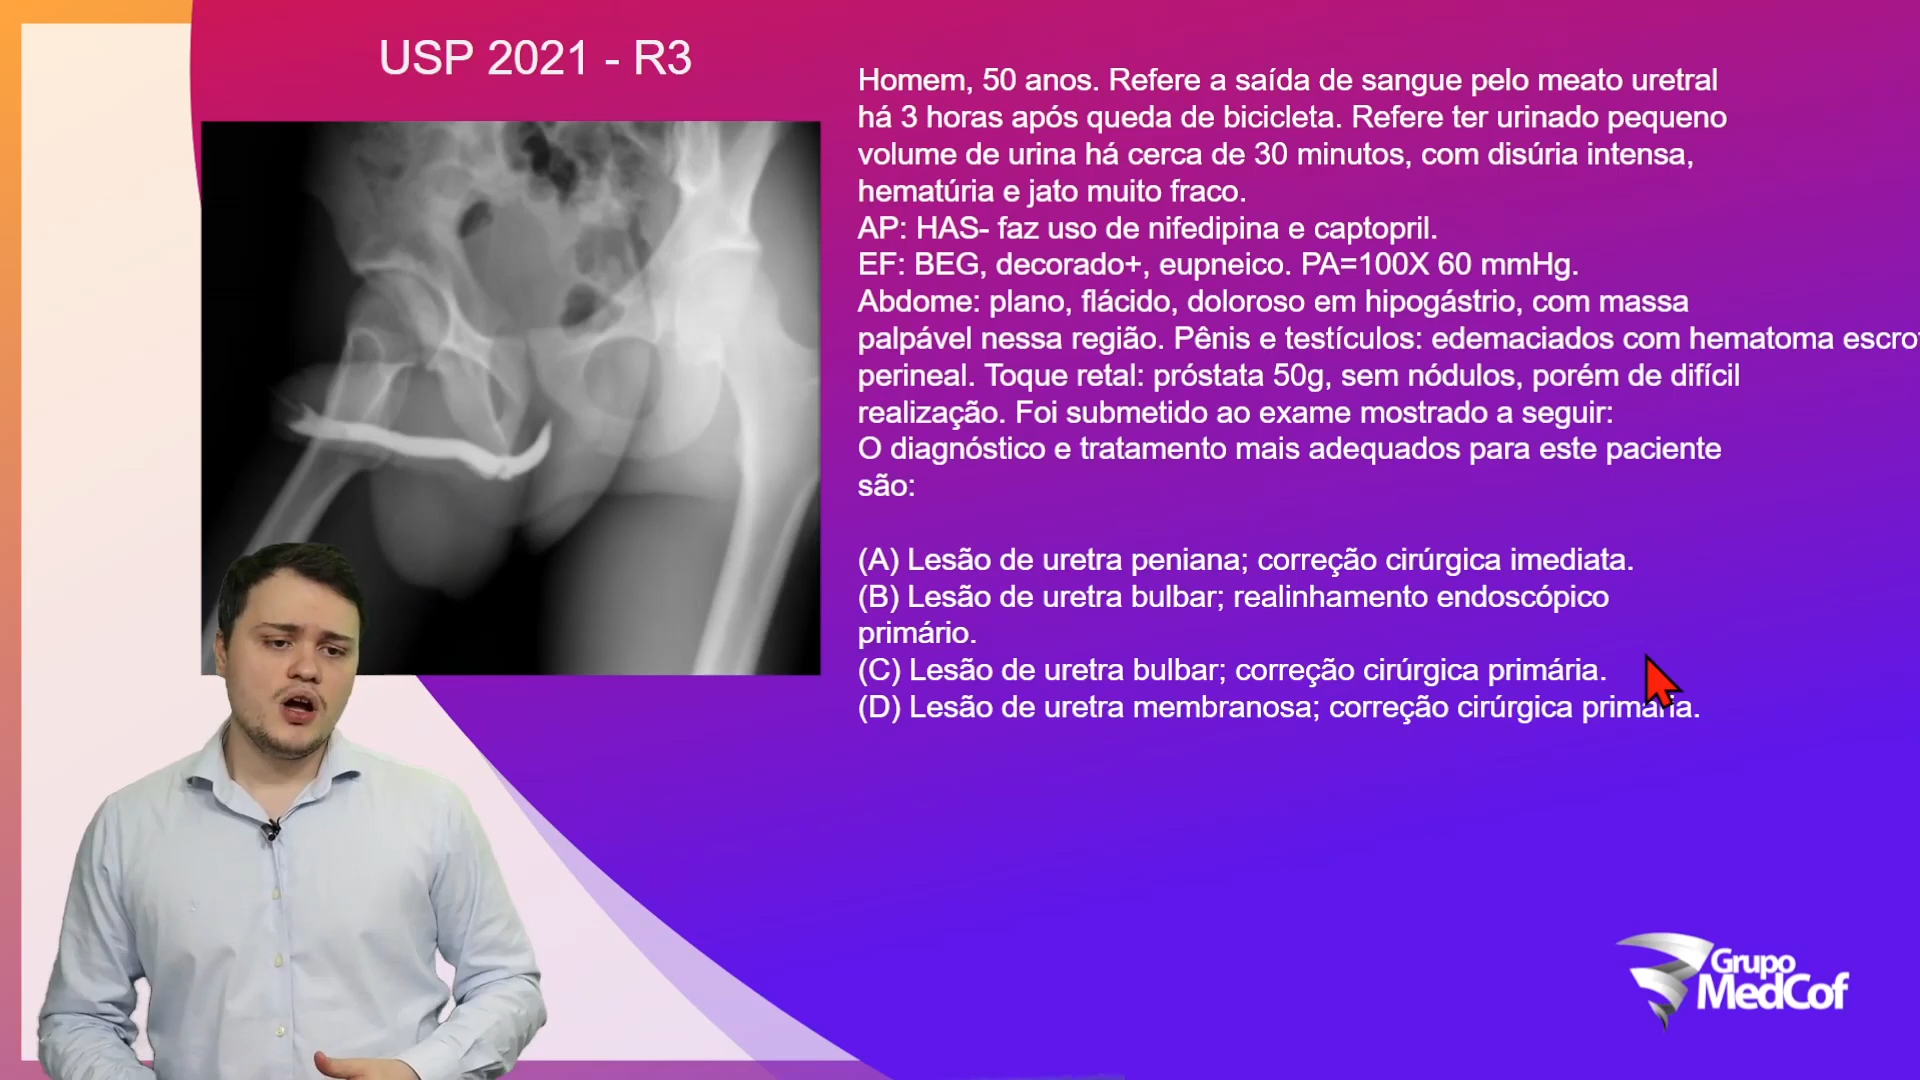 USP 2021 - R3
Homem, 50 anos. Refere a saída de sangue pelo meato uretral
há 3 horas após queda de bicicleta. Refere ter urinado pequeno
volume de urina há cerca de 30 minutos, com disúria intensa,
hematúria e jato muito fraco.
AP: HAS- faz uso de nifedipina e captopril.
EF: BEG, decorado+, eupneico. PA=100X 60 mmHg.
Abdome: plano, flácido, doloroso em hipogástrio, com massa
palpável nessa região. Pênis e testículos: edemaciados com hematoma
perineal. Toque retal: próstata 50g, sem nódulos, porém de difícil
realização. Foi submetido ao exame mostrado a seguir:
O diagnóstico e tratamento mais adequados para este paciente
são:
(A) Lesão de uretra peniana; correção cirúrgica imediata.
(B) Lesão de uretra bulbar; realinhamento endoscópico
primário.
(C) Lesão de uretra bulbar; correção cirúrgica primária.
(D) Lesão de uretra membranosa; correção cirúrgica primária.
Grupo
MedCof